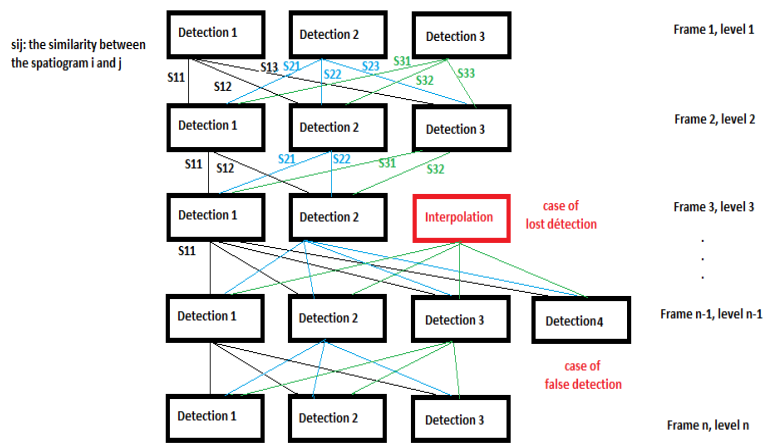 Detection 1
Detection 2
Detection 3
Frame 1, level 1
sij: the similarity between
the spatiogram i and j
S11
S12
S13
S21
S22
S23
S31
S32
S33
Detection 1
Detection 2
Detection 3
Frame 2, level 2
S11
S12
S21
S22
S31
S32
Detection 1
Detection 2
Interpolation
case of
lost détection
Frame 3, level 3
.
.
.
S11
Detection 1
Detection 2
Detection 3
Detection4
Frame n-1, level n-1
case of
false detection
Detection 1
Detection 2
Detection 3
Frame n, level n